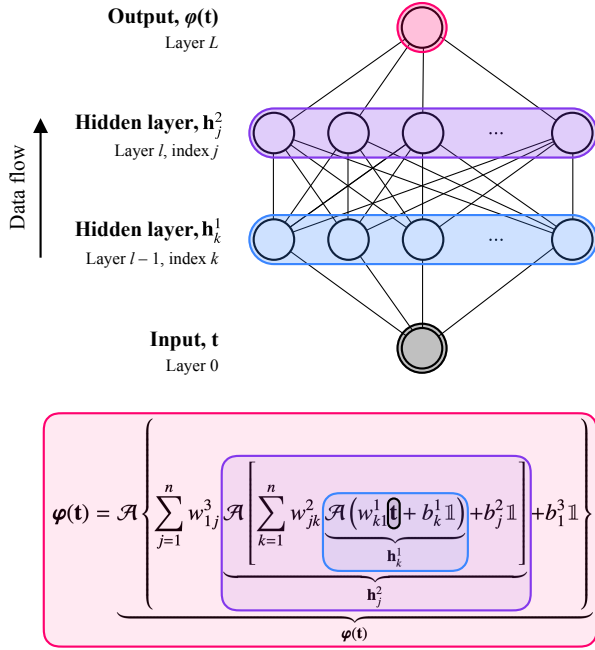 Output, φ(t)
Layer L
Hidden layer, h_j^2
Layer l, index j
...
Data flow
Hidden layer, h_k^1
Layer l – 1, index k
...
Input, t
Layer 0
φ(t) = 𝒜 { ∑_{j=1}^{n} w_{1j}^3 𝒜 [ ∑_{k=1}^{n} w_{jk}^2 𝒜 ( w_{k1}^1 t + b_k^1 𝟙 ) + b_j^2 𝟙 ] + b_1^3 𝟙 }
h_k^1
h_j^2
φ(t)